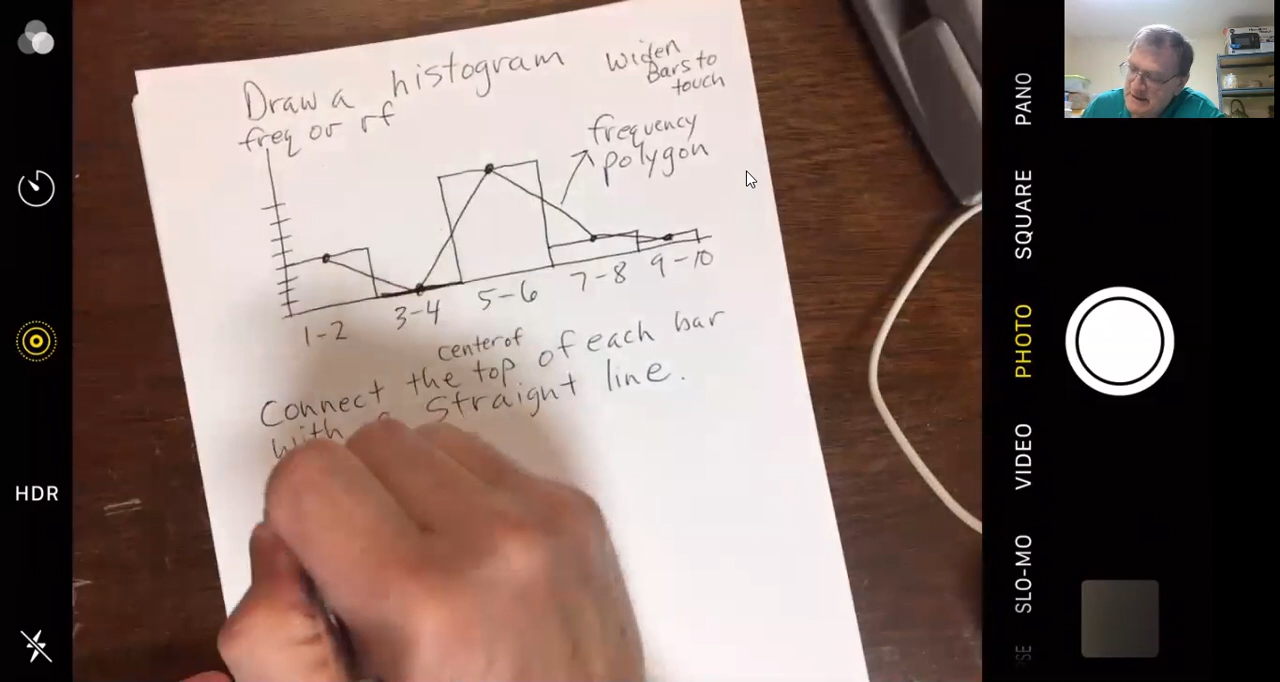 Draw a histogram
freq or rf
Widen
Bars to
touch
frequency
polygon
1-2
3-4
5-6
7-8
9-10
center of
Connect the top of each bar
with a straight line.
HDR
PANO
SQUARE
PHOTO
VIDEO
SLO-MO